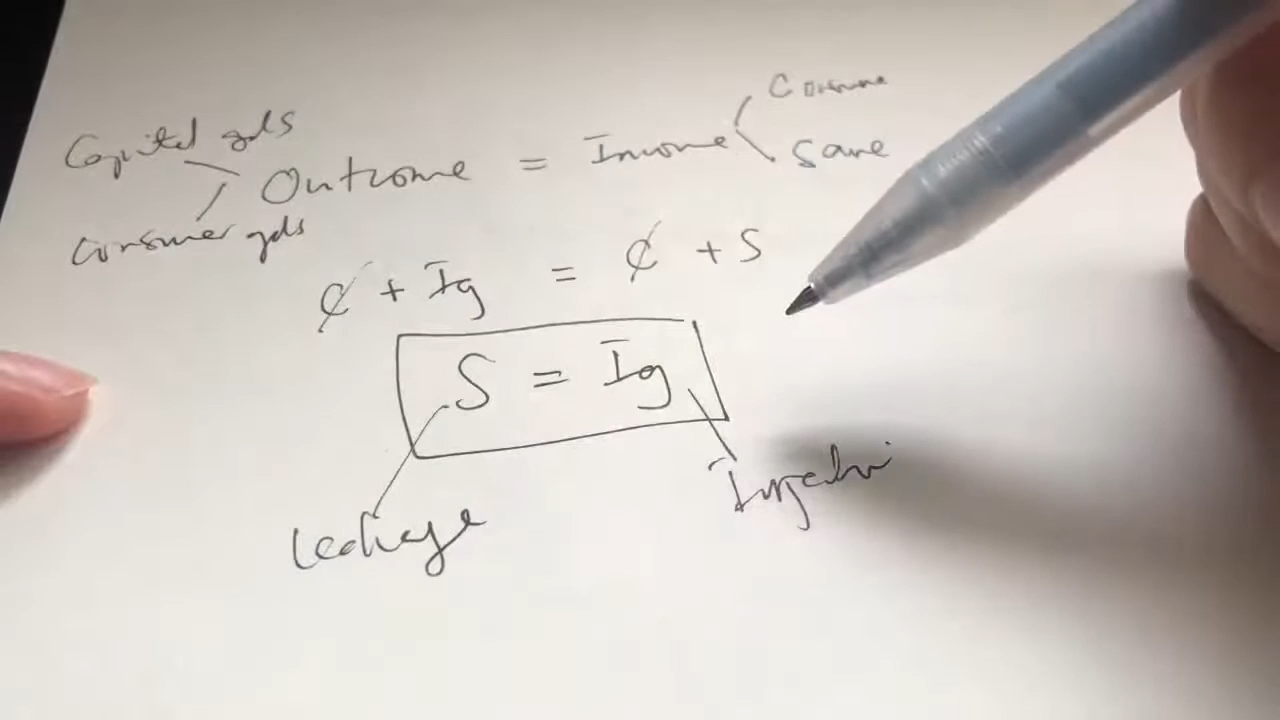 Consume
Capital gds
Outcome = Income
Save
Consumer gds
C + Ig = C + S
S = Ig
Leakage
Injection